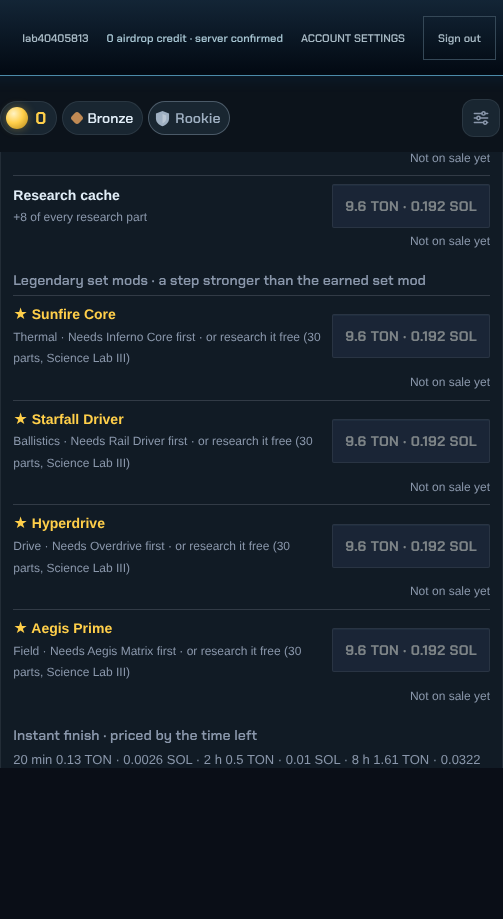 lab40405813 0 airdrop credit · server confirmed ACCOUNT SETTINGS Sign out
0 Bronze Rookie
Not on sale yet
Research cache
+8 of every research part
9.6 TON · 0.192 SOL
Not on sale yet
Legendary set mods · a step stronger than the earned set mod
★ Sunfire Core
Thermal · Needs Inferno Core first · or research it free (30
parts, Science Lab III)
9.6 TON · 0.192 SOL
Not on sale yet
★ Starfall Driver
Ballistics · Needs Rail Driver first · or research it free (30
parts, Science Lab III)
9.6 TON · 0.192 SOL
Not on sale yet
★ Hyperdrive
Drive · Needs Overdrive first · or research it free (30
parts, Science Lab III)
9.6 TON · 0.192 SOL
Not on sale yet
★ Aegis Prime
Field · Needs Aegis Matrix first · or research it free (30
parts, Science Lab III)
9.6 TON · 0.192 SOL
Not on sale yet
Instant finish · priced by the time left
20 min 0.13 TON · 0.0026 SOL · 2 h 0.5 TON · 0.01 SOL · 8 h 1.61 TON · 0.0322